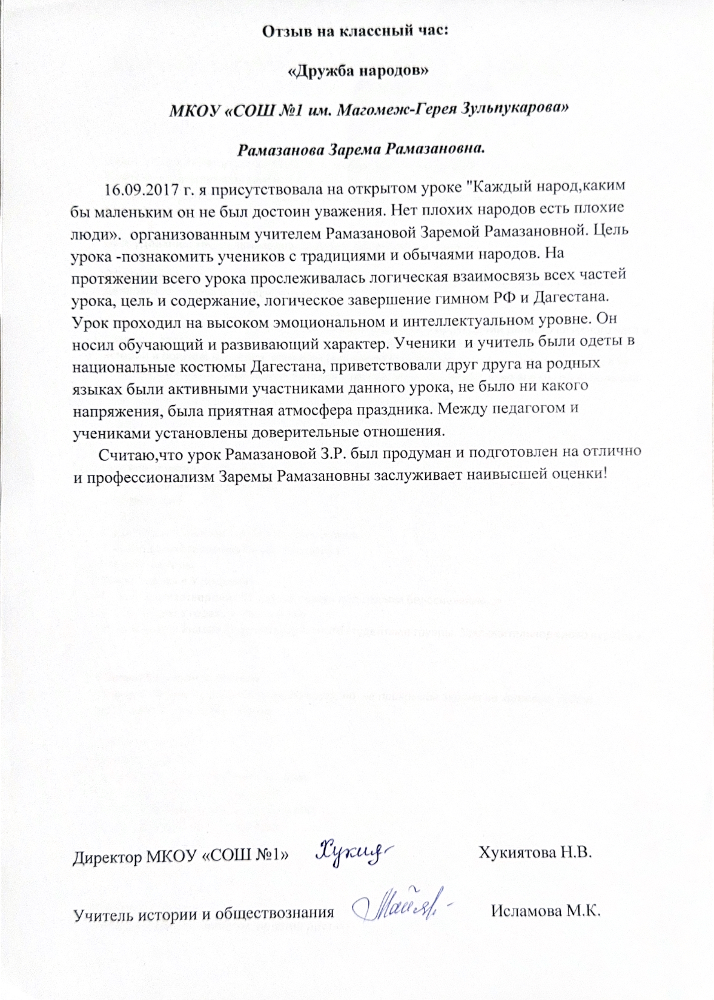 Отзыв на классный час:
«Дружба народов»
МКОУ «СОШ №1 им. Магомеж-Герея Зульпукарова»
Рамазанова Зарема Рамазановна.
16.09.2017 г. я присутствовала на открытом уроке "Каждый народ,каким
бы маленьким он не был достоин уважения. Нет плохих народов есть плохие
люди».  организованным учителем Рамазановой Заремой Рамазановной. Цель
урока -познакомить учеников с традициями и обычаями народов. На
протяжении всего урока прослеживалась логическая взаимосвязь всех частей
урока, цель и содержание, логическое завершение гимном РФ и Дагестана.
Урок проходил на высоком эмоциональном и интеллектуальном уровне. Он
носил обучающий и развивающий характер. Ученики  и учитель были одеты в
национальные костюмы Дагестана, приветствовали друг друга на родных
языках были активными участниками данного урока, не было ни какого
напряжения, была приятная атмосфера праздника. Между педагогом и
учениками установлены доверительные отношения.
Считаю,что урок Рамазановой З.Р. был продуман и подготовлен на отлично
и профессионализм Заремы Рамазановны заслуживает наивысшей оценки!
Директор МКОУ «СОШ №1» Хукиятова Н.В.
Учитель истории и обществознания Исламова М.К.